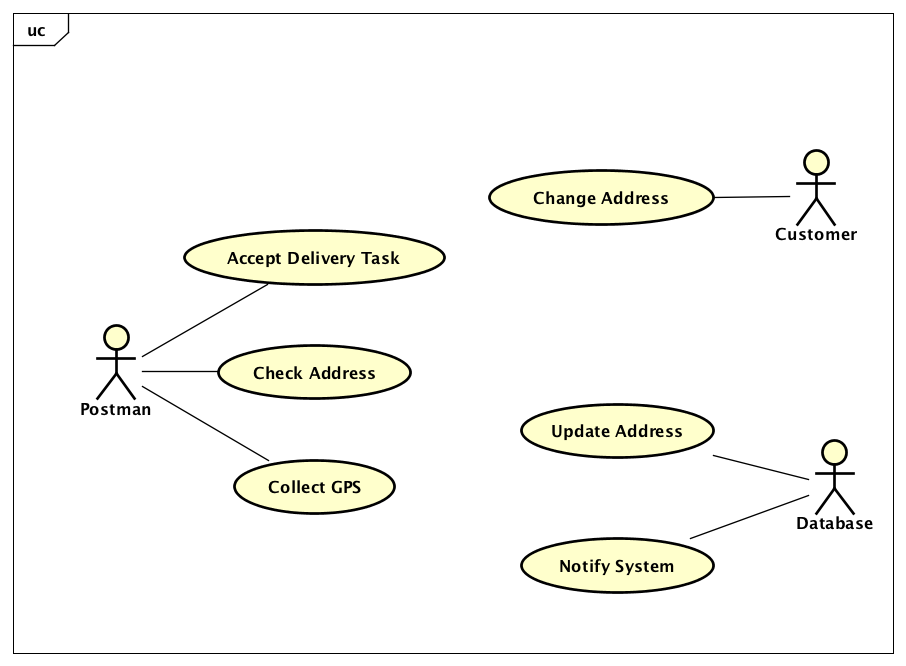 uc
Change Address
Customer
Accept Delivery Task
Check Address
Postman
Update Address
Collect GPS
Database
Notify System